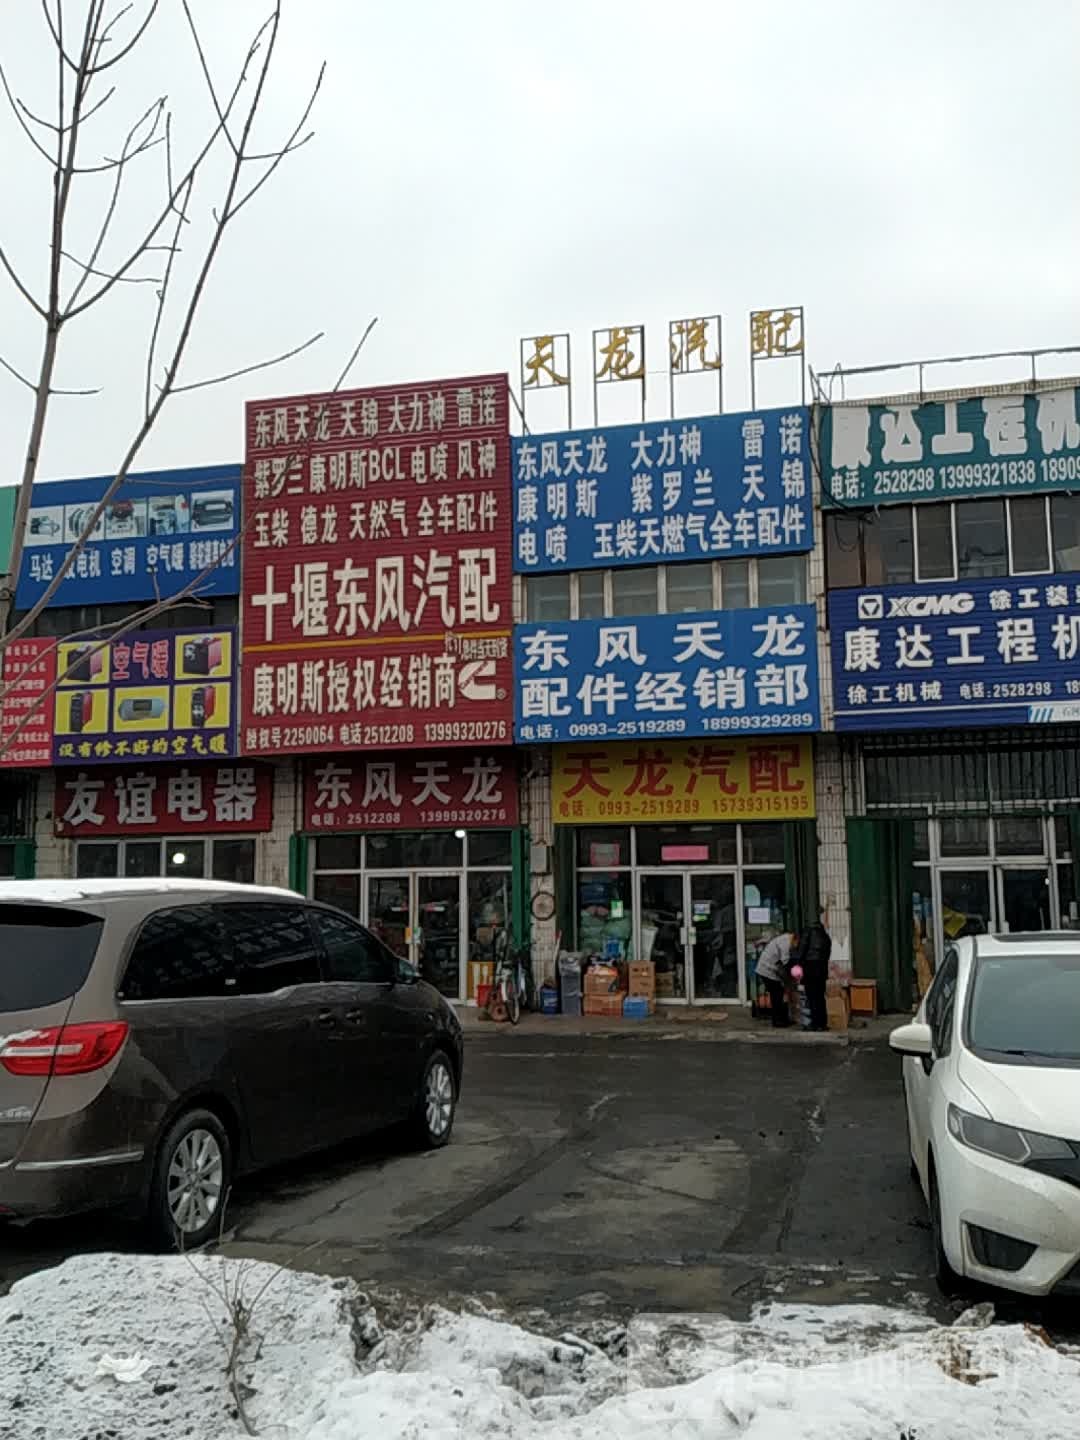 天龙汽配
东风天龙 天锦 大力神 雷诺
紫罗兰 康明斯BCL 电喷 风神
玉柴 德龙 天然气 全车配件
十堰东风汽配
康明斯授权经销商
授权号2250064 电话2512208 13999320276
东风天龙
电话：2512208 13999320276
东风天龙 大力神 雷诺
康明斯 紫罗兰 天锦
电喷 玉柴天燃气全车配件
东风天龙
配件经销部
电话：0993-2519289 18999329289
天龙汽配
电话：0993-2519289 15739315195
康达工程机
电话：2528298 13999321838 18909
XCMG 徐工装
康达工程机
徐工机械 电话：2528298 18
马达 发电机 空调 空气暖
空气暖
没有修不好的空气暖
友谊电器